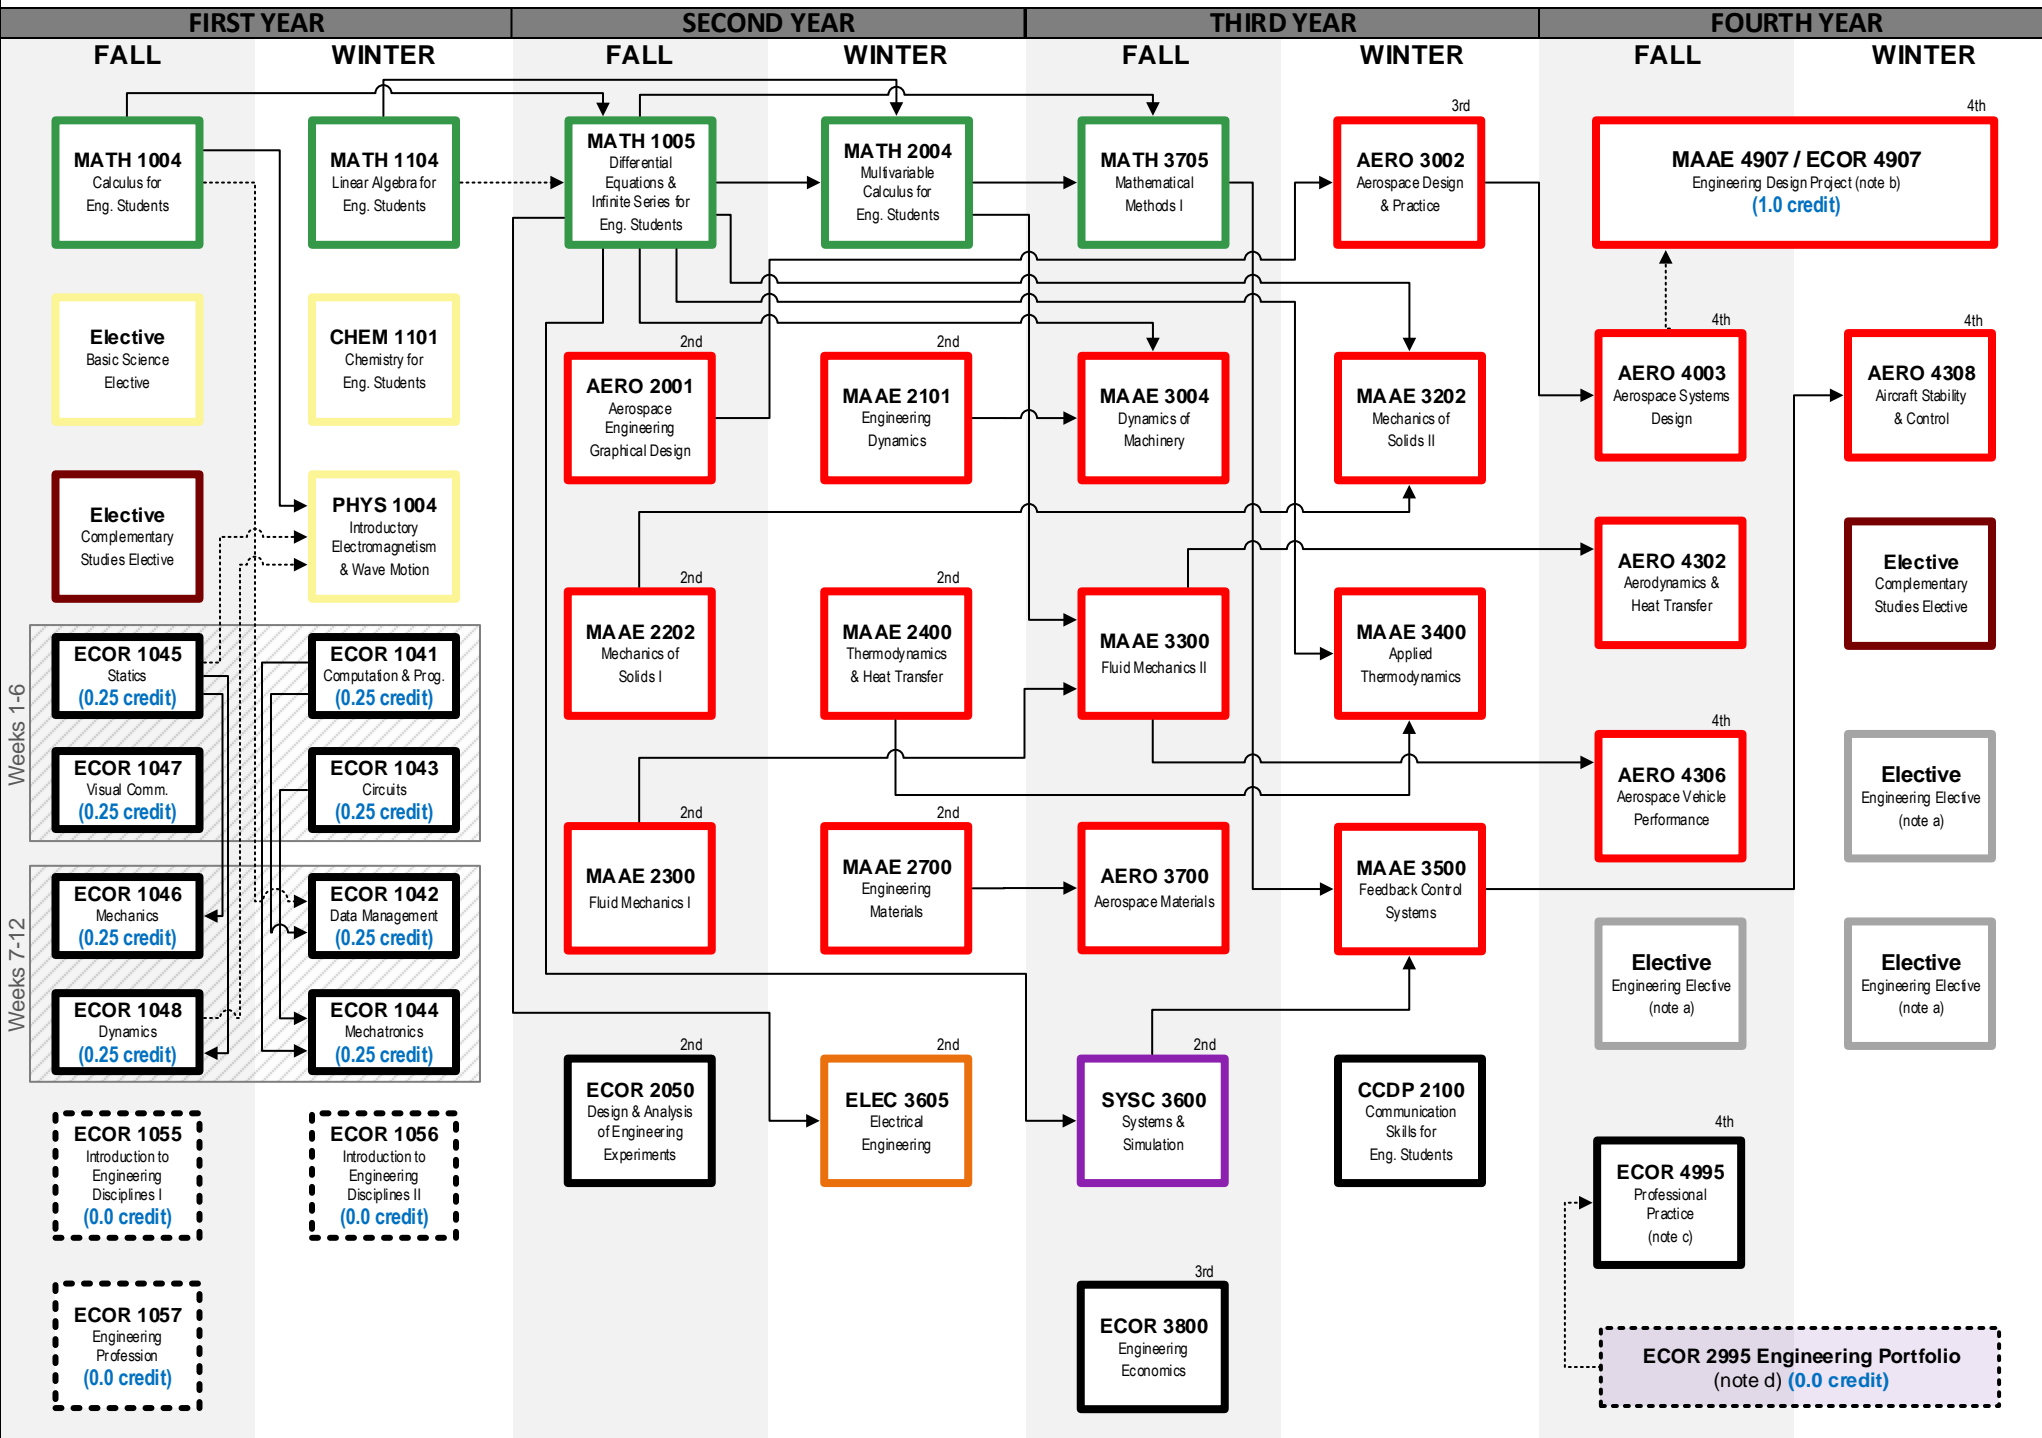 FIRST YEAR
SECOND YEAR
THIRD YEAR
FOURTH YEAR
FALL
WINTER
FALL
WINTER
FALL
WINTER
FALL
WINTER
MATH 1004
Calculus for
Eng. Students
Elective
Basic Science
Elective
Elective
Complementary
Studies Elective
Weeks 1-6
ECOR 1045
Statics
(0.25 credit)
ECOR 1047
Visual Comm.
(0.25 credit)
Weeks 7-12
ECOR 1046
Mechanics
(0.25 credit)
ECOR 1048
Dynamics
(0.25 credit)
ECOR 1055
Introduction to
Engineering
Disciplines I
(0.0 credit)
ECOR 1057
Engineering
Profession
(0.0 credit)
MATH 1104
Linear Algebra for
Eng. Students
CHEM 1101
Chemistry for
Eng. Students
PHYS 1004
Introductory
Electromagnetism
& Wave Motion
ECOR 1041
Computation & Prog.
(0.25 credit)
ECOR 1043
Circuits
(0.25 credit)
ECOR 1042
Data Management
(0.25 credit)
ECOR 1044
Mechatronics
(0.25 credit)
ECOR 1056
Introduction to
Engineering
Disciplines II
(0.0 credit)
MATH 1005
Differential
Equations &
Infinite Series for
Eng. Students
2nd
AERO 2001
Aerospace
Engineering
Graphical Design
2nd
MAAE 2202
Mechanics of
Solids I
2nd
MAAE 2300
Fluid Mechanics I
2nd
ECOR 2050
Design & Analysis
of Engineering
Experiments
MATH 2004
Multivariable
Calculus for
Eng. Students
2nd
MAAE 2101
Engineering
Dynamics
2nd
MAAE 2400
Thermodynamics
& Heat Transfer
2nd
MAAE 2700
Engineering
Materials
2nd
ELEC 3605
Electrical
Engineering
MATH 3705
Mathematical
Methods I
MAAE 3004
Dynamics of
Machinery
MAAE 3300
Fluid Mechanics II
AERO 3700
Aerospace Materials
2nd
SYSC 3600
Systems &
Simulation
3rd
ECOR 3800
Engineering
Economics
3rd
AERO 3002
Aerospace Design
& Practice
MAAE 3202
Mechanics of
Solids II
MAAE 3400
Applied
Thermodynamics
MAAE 3500
Feedback Control
Systems
CCDP 2100
Communication
Skills for
Eng. Students
4th
MAAE 4907 / ECOR 4907
Engineering Design Project (note b)
(1.0 credit)
4th
AERO 4003
Aerospace Systems
Design
AERO 4302
Aerodynamics &
Heat Transfer
4th
AERO 4306
Aerospace Vehicle
Performance
Elective
Engineering Elective
(note a)
4th
ECOR 4995
Professional
Practice
(note c)
4th
AERO 4308
Aircraft Stability
& Control
Elective
Complementary
Studies Elective
Elective
Engineering Elective
(note a)
Elective
Engineering Elective
(note a)
ECOR 2995 Engineering Portfolio
(note d) (0.0 credit)